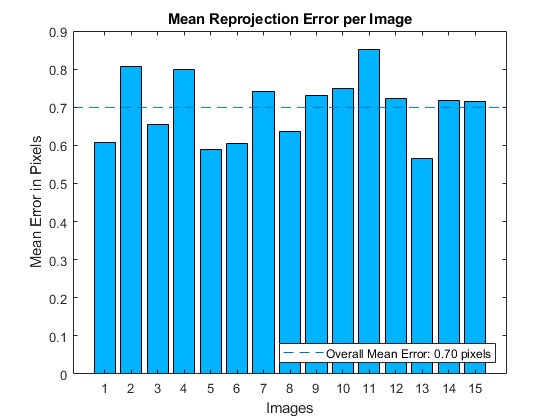 Mean Reprojection Error per Image
Mean Error in Pixels
0.9
0.8
0.7
0.6
0.5
0.4
0.3
0.2
0.1
0
Overall Mean Error: 0.70 pixels
1 2 3 4 5 6 7 8 9 10 11 12 13 14 15
Images